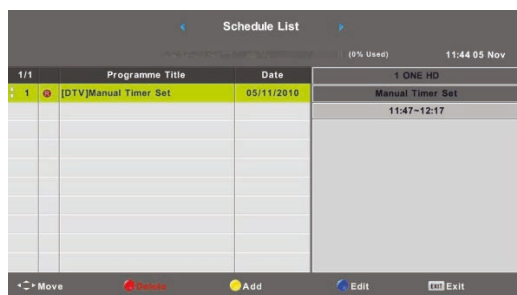 Schedule List
(0% Used) 11:44 05 Nov
1/1 Programme Title Date 1 ONE HD
1 R [DTV]Manual Timer Set 05/11/2010 Manual Timer Set
11:47~12:17
Move Delete Add Edit EXIT Exit